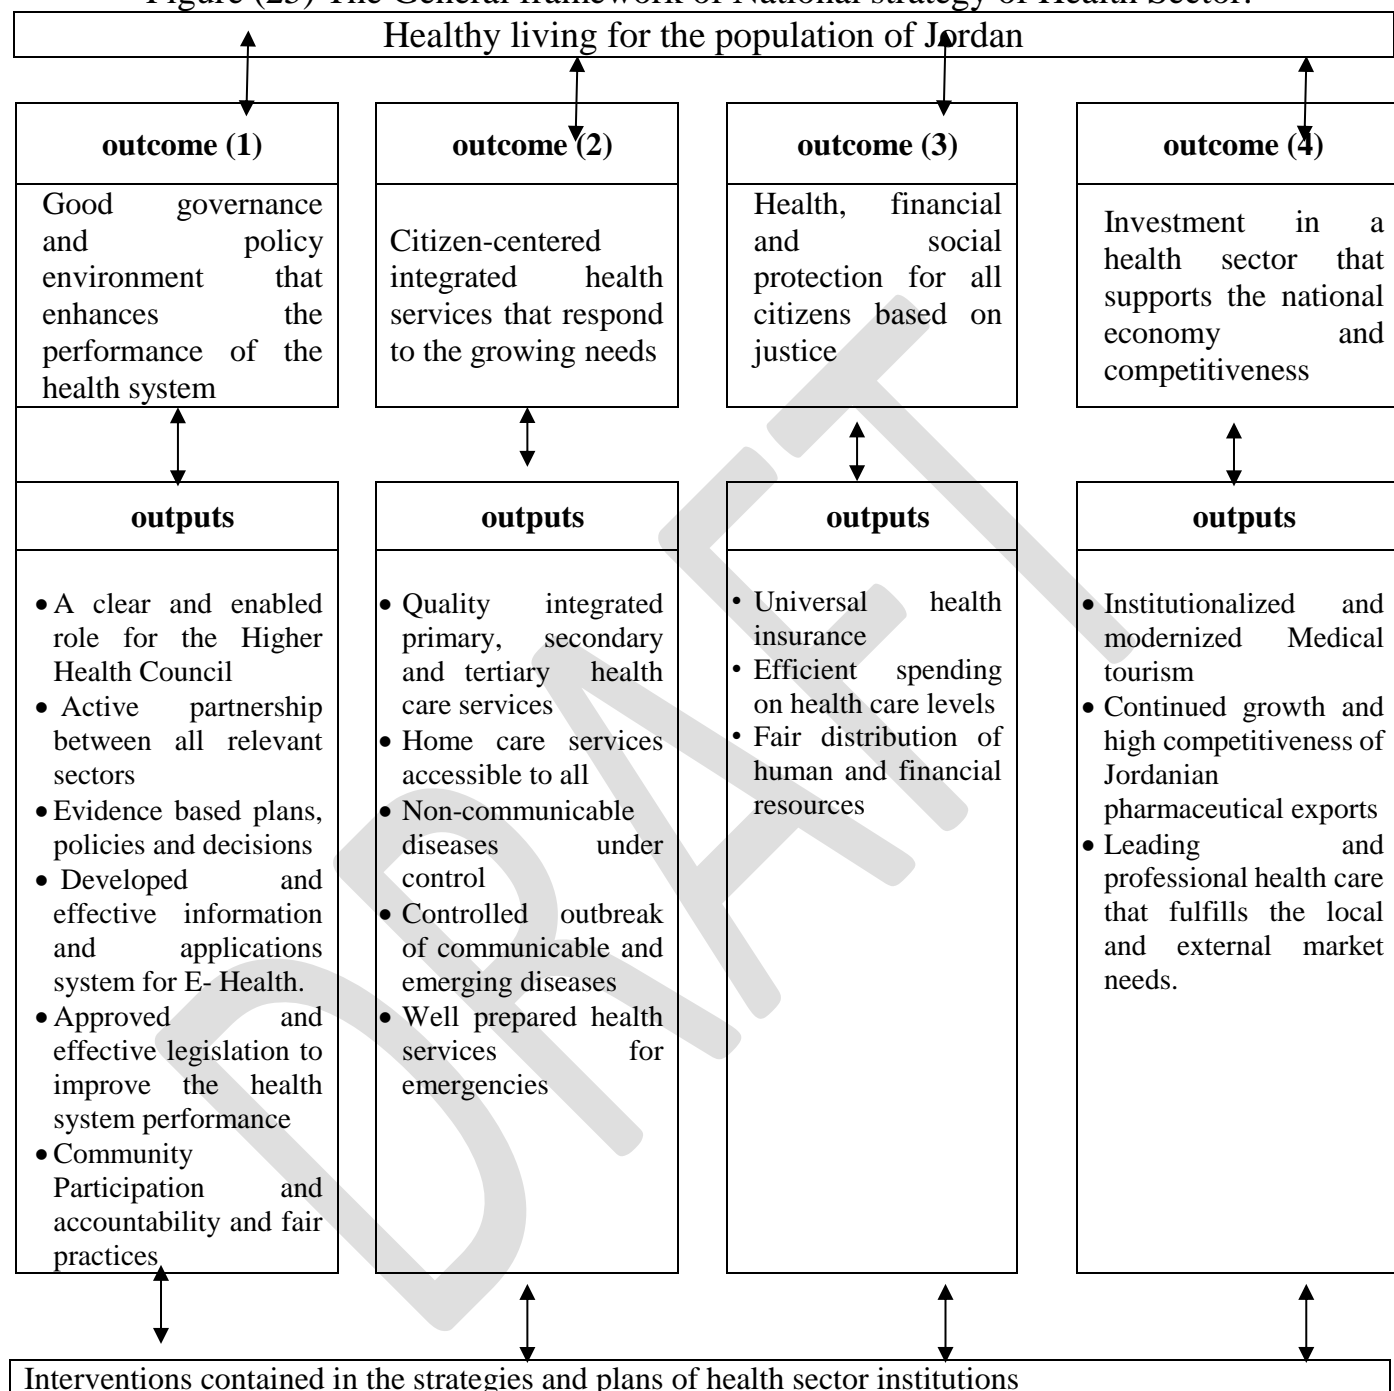 Figure (25) The General framework of National strategy of Health Sector.
Healthy living for the population of Jordan
outcome (1)
Good governance
and policy
environment that
enhances the
performance of the
health system
outputs
• A clear and enabled
role for the Higher
Health Council
• Active partnership
between all relevant
sectors
• Evidence based plans,
policies and decisions
• Developed and
effective information
and applications
system for E- Health.
• Approved and
effective legislation to
improve the health
system performance
• Community
Participation and
accountability and fair
practices
outcome (2)
Citizen-centered
integrated health
services that respond
to the growing needs
outputs
• Quality integrated
primary, secondary
and tertiary health
care services
• Home care services
accessible to all
• Non-communicable
diseases under
control
• Controlled outbreak
of communicable and
emerging diseases
• Well prepared health
services for
emergencies
outcome (3)
Health, financial
and social
protection for all
citizens based on
justice
outputs
• Universal health
insurance
• Efficient spending
on health care levels
• Fair distribution of
human and financial
resources
outcome (4)
Investment in a
health sector that
supports the national
economy and
competitiveness
outputs
• Institutionalized and
modernized Medical
tourism
• Continued growth and
high competitiveness of
Jordanian
pharmaceutical exports
• Leading and
professional health care
that fulfills the local
and external market
needs.
Interventions contained in the strategies and plans of health sector institutions
DRAFT